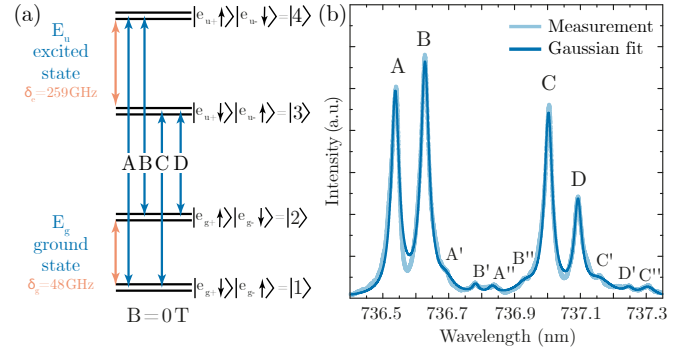 (a)
|e_u+ ↑⟩|e_u- ↓⟩=|4⟩
E_u
excited
state
δ_e=259GHz
|e_u+ ↓⟩|e_u- ↑⟩=|3⟩
A B C D
|e_g+ ↑⟩|e_g- ↓⟩=|2⟩
E_g
ground
state
δ_g=48GHz
|e_g+ ↓⟩|e_g- ↑⟩=|1⟩
B=0T
(b)
Measurement
Gaussian fit
A
B
C
D
A'
B'
A''
B''
C'
D'
C''
Intensity (a.u.)
736.5 736.7 736.9 737.1 737.3
Wavelength (nm)